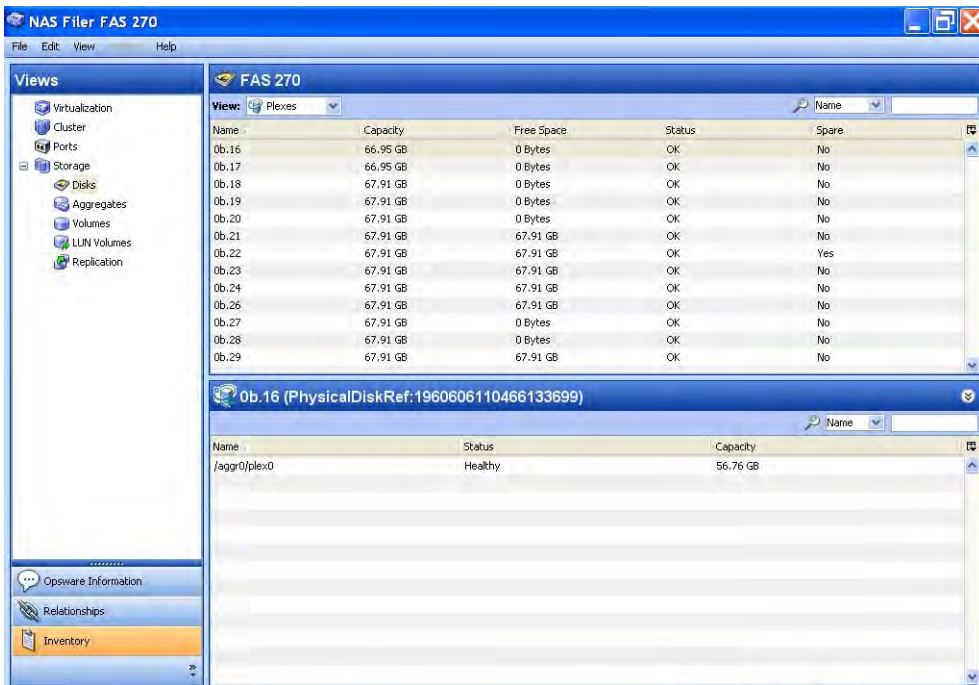 NAS Filer FAS 270
File Edit View Help
Views
Virtualization
Cluster
Ports
Storage
Disks
Aggregates
Volumes
LUN Volumes
Replication
Opsware Information
Relationships
Inventory
FAS 270
View: Plexes Name
Name Capacity Free Space Status Spare
0b.16 66.95 GB 0 Bytes OK No
0b.17 66.95 GB 0 Bytes OK No
0b.18 67.91 GB 0 Bytes OK No
0b.19 67.91 GB 0 Bytes OK No
0b.20 67.91 GB 0 Bytes OK No
0b.21 67.91 GB 67.91 GB OK No
0b.22 67.91 GB 67.91 GB OK Yes
0b.23 67.91 GB 67.91 GB OK No
0b.24 67.91 GB 67.91 GB OK No
0b.26 67.91 GB 67.91 GB OK No
0b.27 67.91 GB 0 Bytes OK No
0b.28 67.91 GB 0 Bytes OK No
0b.29 67.91 GB 67.91 GB OK No
0b.16 (PhysicalDiskRef:1960606110466133699)
Name
Name Status Capacity
/aggr0/plex0 Healthy 56.76 GB